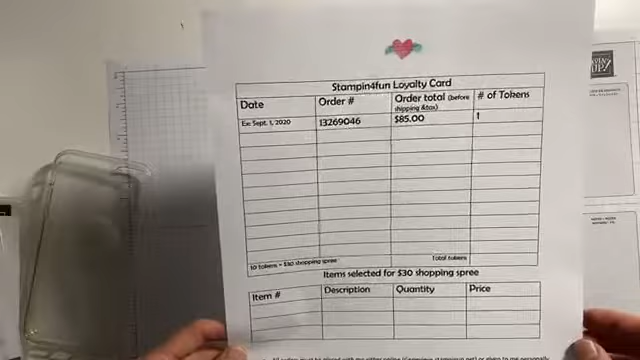 Stampin4fun Loyalty Card
Date Order # Order total (before shipping &tax) # of Tokens
Ex: Sept. 1, 2020 13269046 $85.00 1
10 tokens = $30 shopping spree Total tokens
Items selected for $30 shopping spree
Item # Description Quantity Price